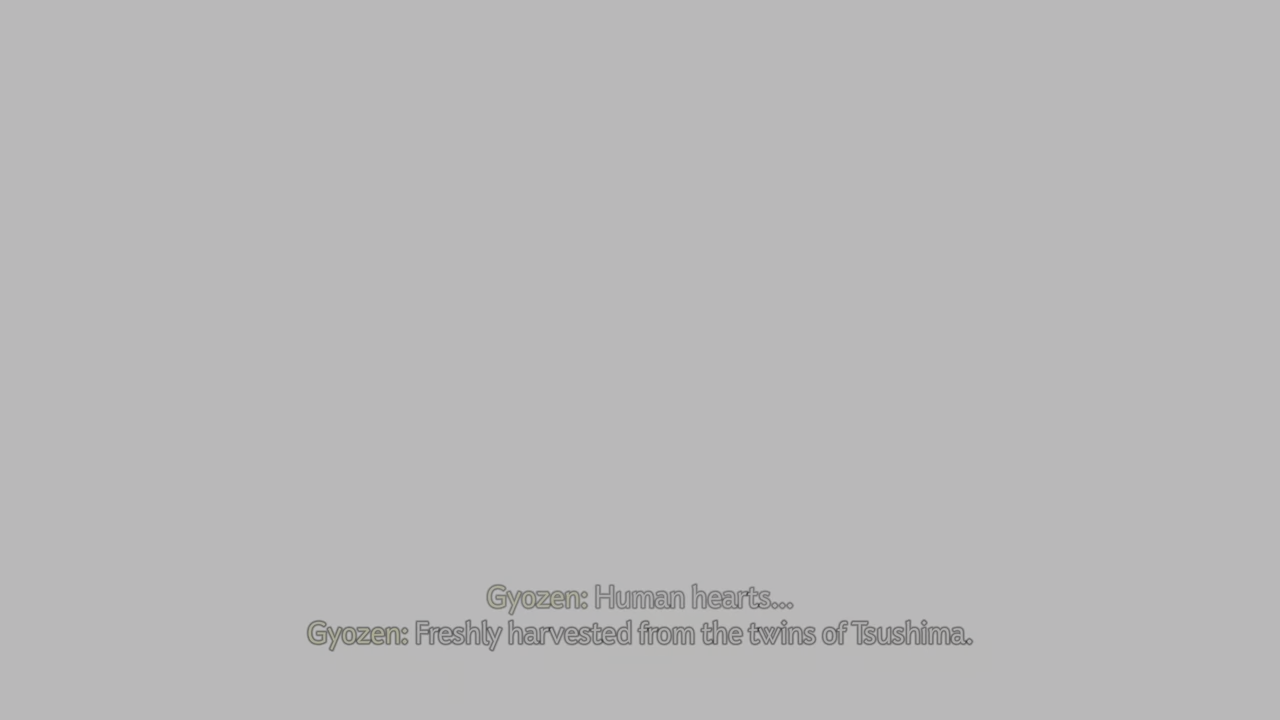 Gyozen: Human hearts...
Gyozen: Freshly harvested from the twins of Tsushima.